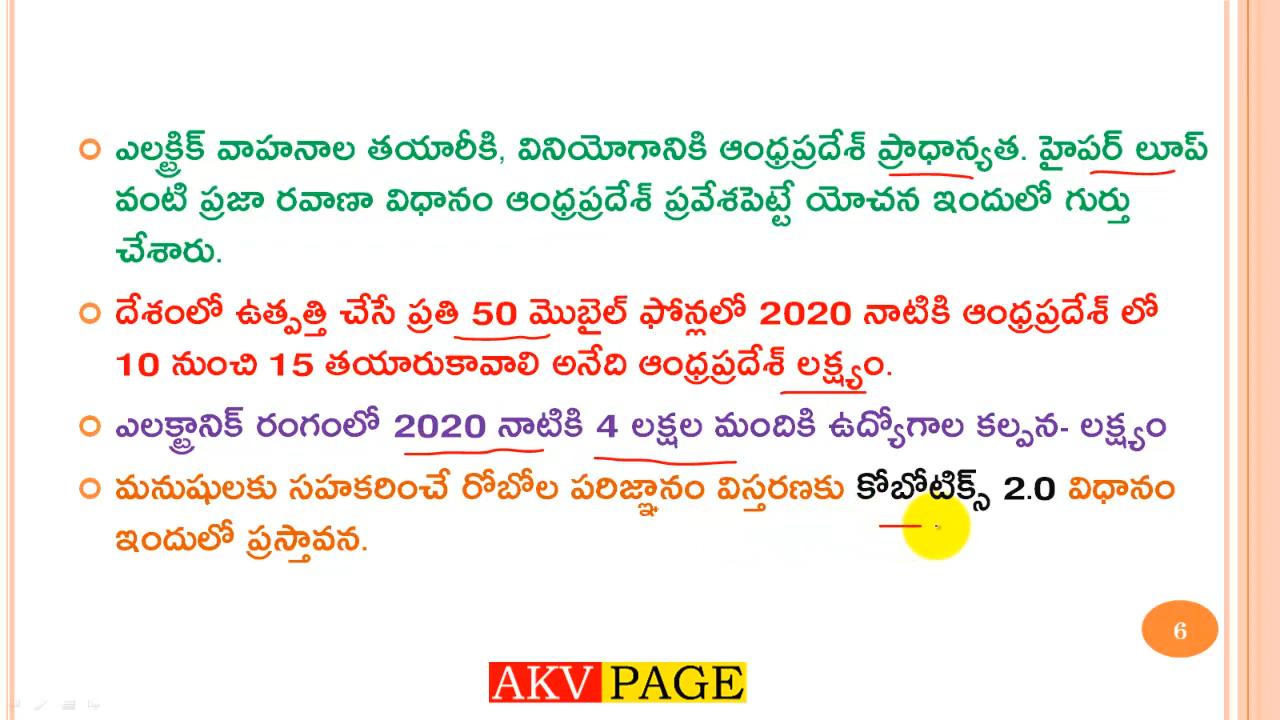 ఎలక్ట్రిక్ వాహనాల తయారీకి, వినియోగానికి ఆంధ్రప్రదేశ్ ప్రాధాన్యత. హైపర్ లూప్
వంటి ప్రజా రవాణా విధానం ఆంధ్రప్రదేశ్ ప్రవేశపెట్టే యోచన ఇందులో గుర్తు
చేశారు.
దేశంలో ఉత్పత్తి చేసే ప్రతి 50 మొబైల్ ఫోన్లలో 2020 నాటికి ఆంధ్రప్రదేశ్ లో
10 నుంచి 15 తయారుకావాలి అనేది ఆంధ్రప్రదేశ్ లక్ష్యం.
ఎలక్ట్రానిక్ రంగంలో 2020 నాటికి 4 లక్షల మందికి ఉద్యోగాల కల్పన- లక్ష్యం
మనుషులకు సహకరించే రోబోల పరిజ్ఞానం విస్తరణకు కోబోటిక్స్ 2.0 విధానం
ఇందులో ప్రస్తావన.
6
AKV PAGE